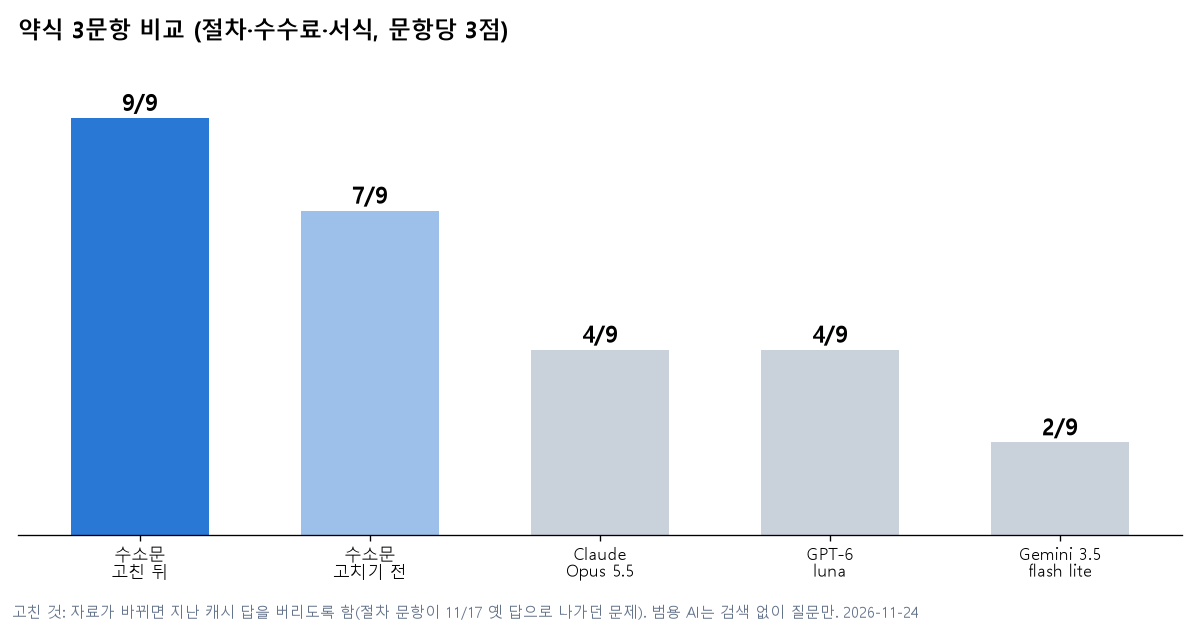 약식 3문항 비교 (절차·수수료·서식, 문항당 3점)
9/9
7/9
4/9
4/9
2/9
수소문
고친 뒤
수소문
고치기 전
Claude
Opus 5.5
GPT-6
luna
Gemini 3.5
flash lite
고친 것: 자료가 바뀌면 지난 캐시 답을 버리도록 함(절차 문항이 11/17 옛 답으로 나가던 문제). 범용 AI는 검색 없이 질문만. 2026-11-24